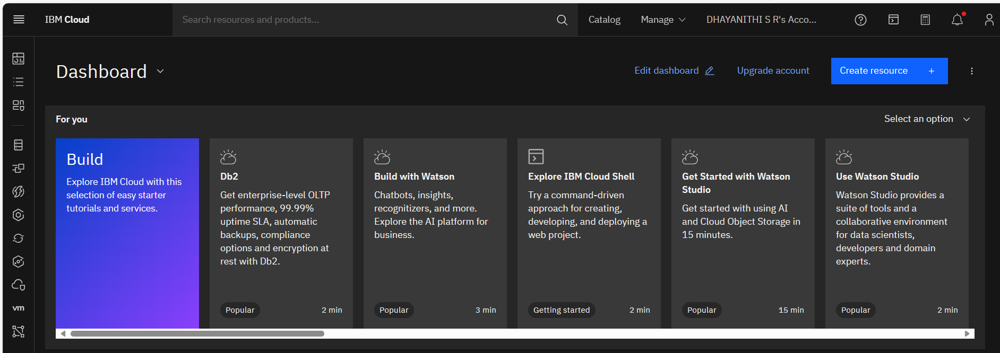 IBM Cloud
Search resources and products...
Catalog
Manage
DHAYANITHI S R's Acco...
Dashboard
Edit dashboard
Upgrade account
Create resource +
For you
Select an option
Build
Explore IBM Cloud with this
selection of easy starter
tutorials and services.
Db2
Get enterprise-level OLTP
performance, 99.99%
uptime SLA, automatic
backups, compliance
options and encryption at
rest with Db2.
Popular
2 min
Build with Watson
Chatbots, insights,
recognitizers, and more.
Explore the AI platform for
business.
Popular
3 min
Explore IBM Cloud Shell
Try a command-driven
approach for creating,
developing, and deploying a
web project.
Getting started
2 min
Get Started with Watson
Studio
Get started with using AI
and Cloud Object Storage in
15 minutes.
Popular
15 min
Use Watson Studio
Watson Studio provides a
suite of tools and a
collaborative environment
for data scientists,
developers and domain
experts.
Popular
2 min
vm